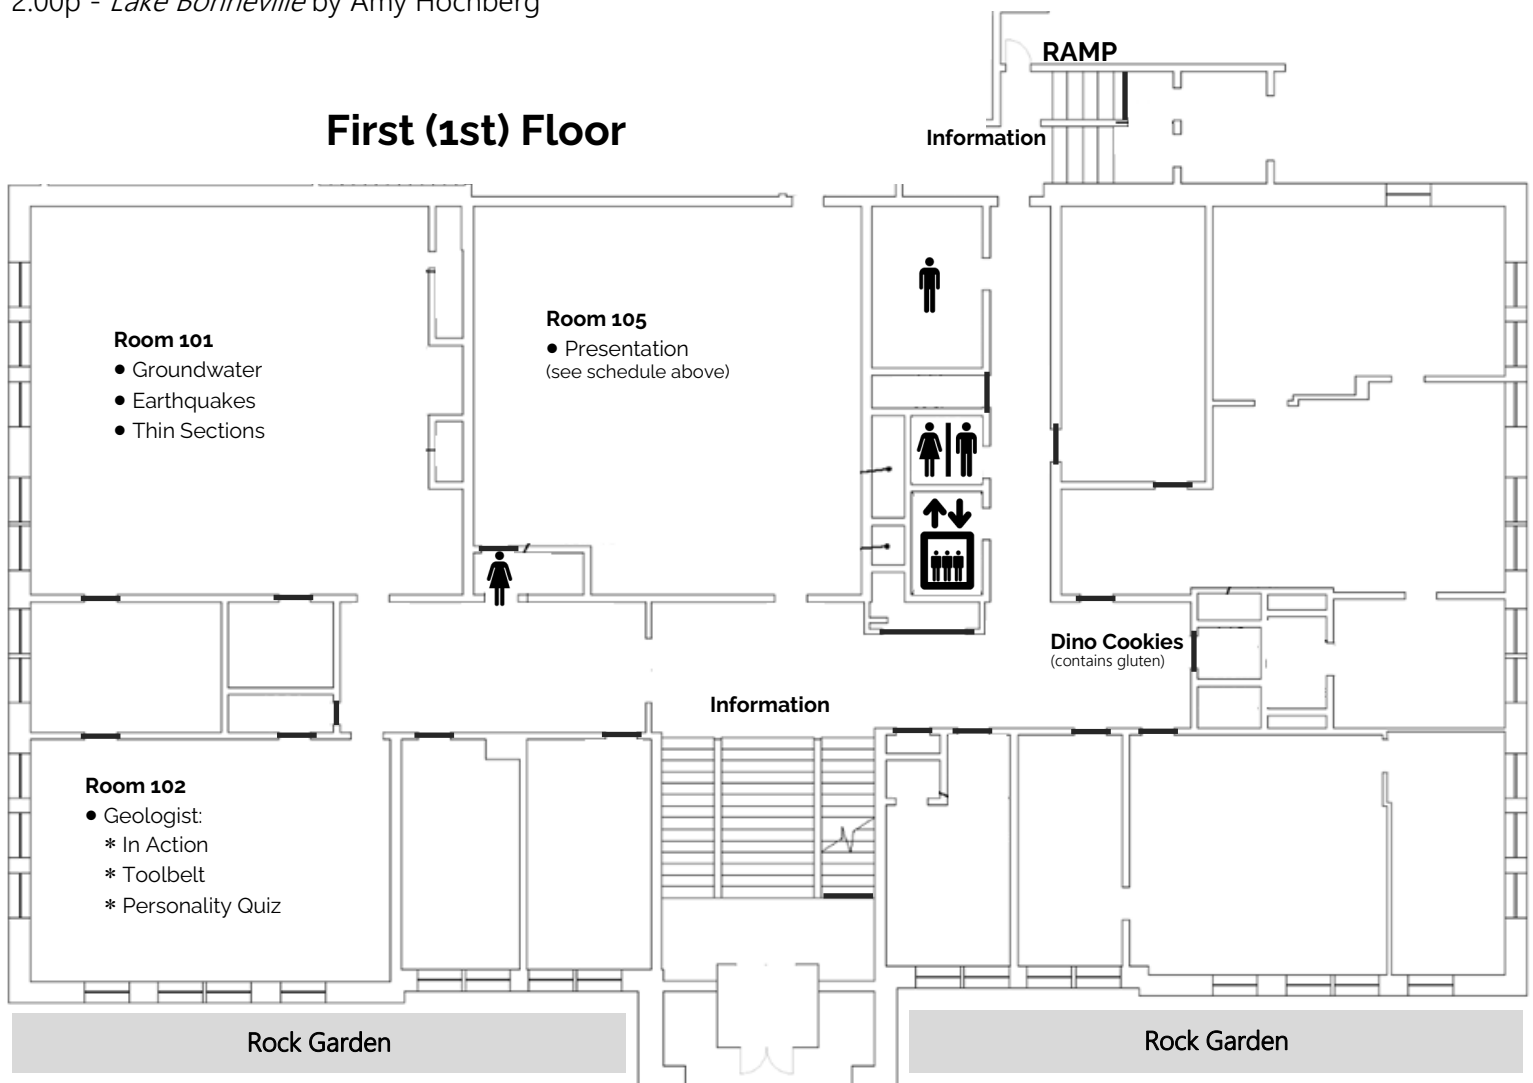 2:00p - Lake Bonneville by Amy Hochberg
RAMP
First (1st) Floor
Information
Room 101
● Groundwater
● Earthquakes
● Thin Sections
Room 105
● Presentation
(see schedule above)
Dino Cookies
(contains gluten)
Information
Room 102
● Geologist:
* In Action
* Toolbelt
* Personality Quiz
Rock Garden
Rock Garden